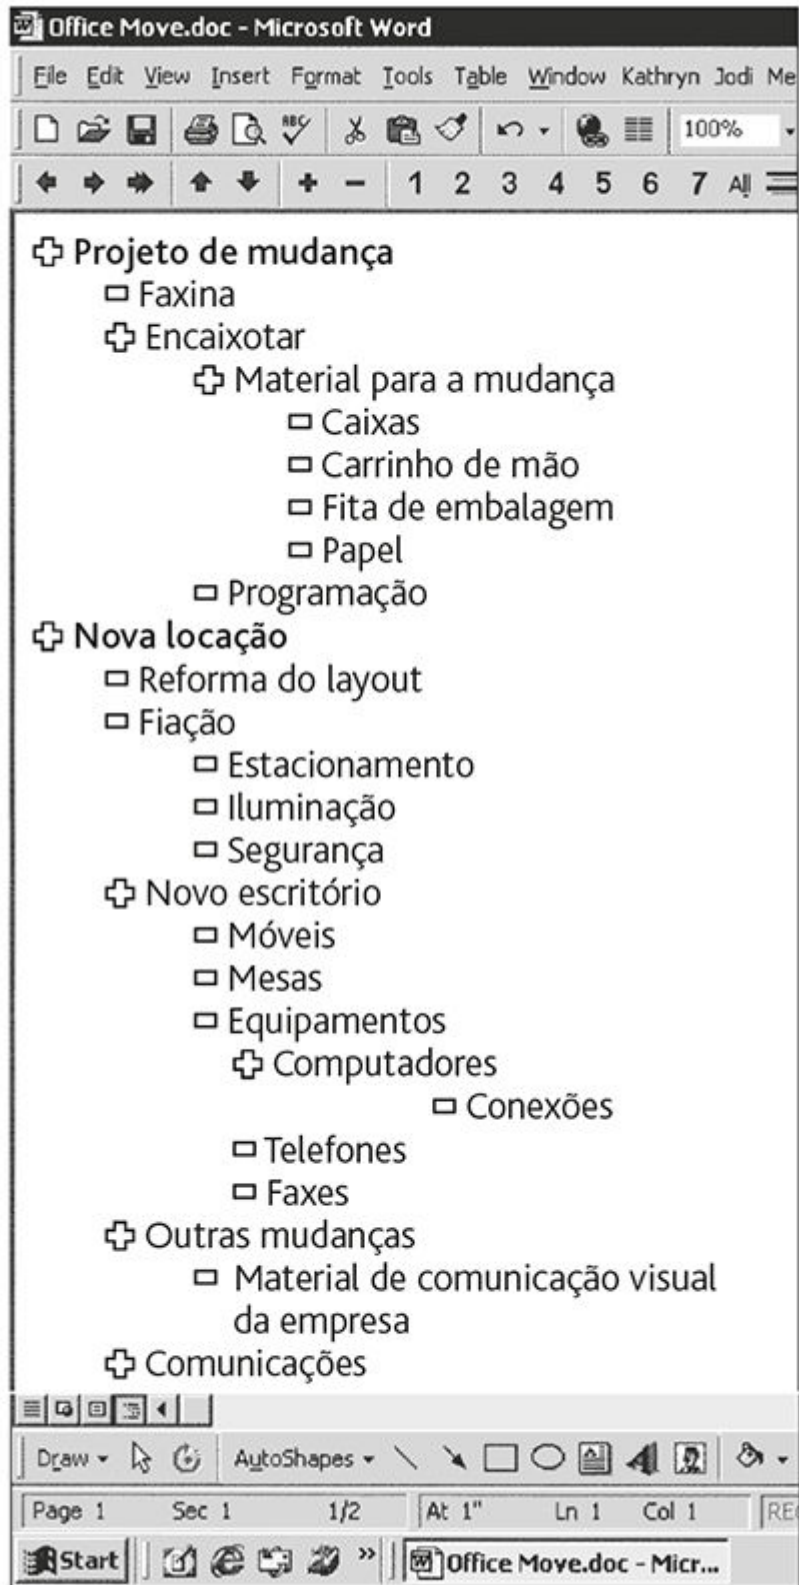 Office Move.doc - Microsoft Word
File Edit View Insert Format Tools Table Window Kathryn Jodi Me
ABC 100%
1 2 3 4 5 6 7 All
Projeto de mudança
Faxina
Encaixotar
Material para a mudança
Caixas
Carrinho de mão
Fita de embalagem
Papel
Programação
Nova locação
Reforma do layout
Fiação
Estacionamento
Iluminação
Segurança
Novo escritório
Móveis
Mesas
Equipamentos
Computadores
Conexões
Telefones
Faxes
Outras mudanças
Material de comunicação visual
da empresa
Comunicações
Draw AutoShapes
Page 1 Sec 1 1/2 At 1" Ln 1 Col 1 REC
Start Office Move.doc - Micr...